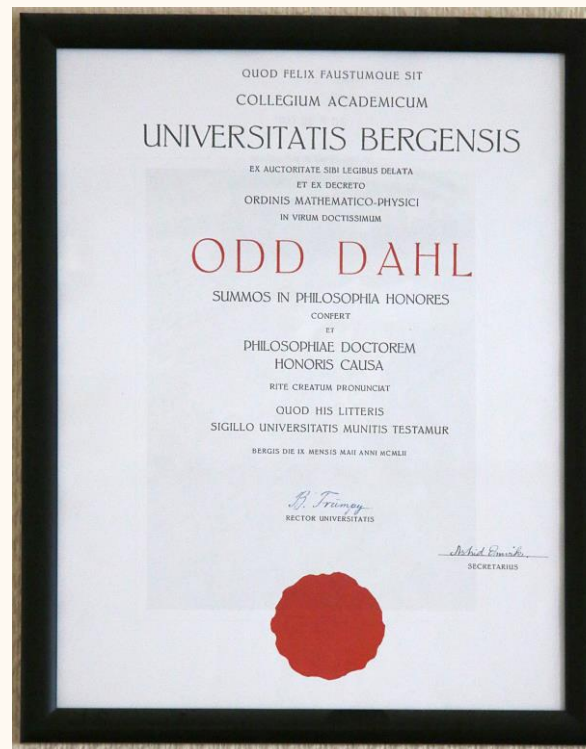 QUOD FELIX FAUSTUMQUE SIT
COLLEGIUM ACADEMICUM
UNIVERSITATIS BERGENSIS
EX AUCTORITATE SIBI LEGIBUS DELATA
ET EX DECRETO
ORDINIS MATHEMATICO-PHYSICI
IN VIRUM DOCTISSIMUM
ODD DAHL
SUMMOS IN PHILOSOPHIA HONORES
CONFERT
ET
PHILOSOPHIAE DOCTOREM
HONORIS CAUSA
RITE CREATUM PRONUNCIAT
QUOD HIS LITTERIS
SIGILLO UNIVERSITATIS MUNITIS TESTAMUR
BERGIS DIE IX MENSIS MAII ANNI MCMLII
B. Trumpy
RECTOR UNIVERSITATIS
Astrid
SECRETARIUS